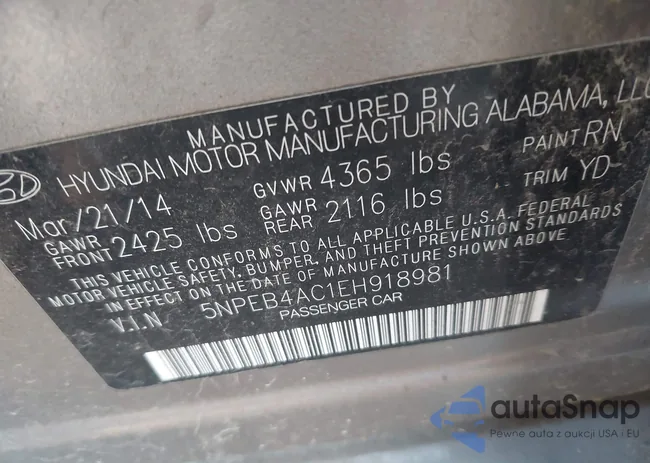 MANUFACTURED BY
HYUNDAI MOTOR MANUFACTURING ALABAMA, LLC
Mar/21/14 GVWR 4365 lbs PAINT RN
GAWR FRONT 2425 lbs GAWR REAR 2116 lbs TRIM YD
THIS VEHICLE CONFORMS TO ALL APPLICABLE U.S.A. FEDERAL
MOTOR VEHICLE SAFETY, BUMPER, AND THEFT PREVENTION STANDARDS
IN EFFECT ON THE DATE OF MANUFACTURE SHOWN ABOVE
V.I.N 5NPEB4AC1EH918981
PASSENGER CAR
autaSnap
Pewne auta z aukcji USA i EU